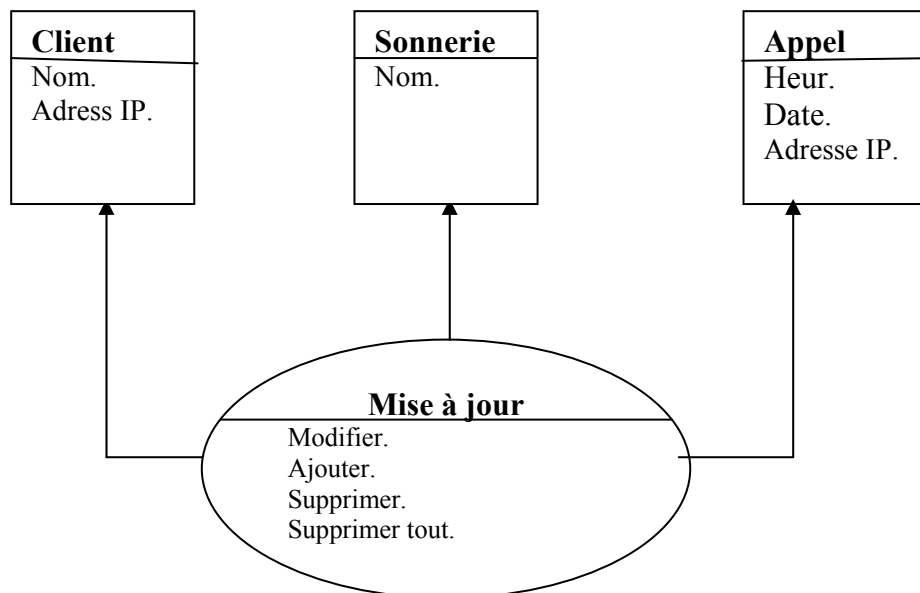 Client
Nom.
Adress IP.
Sonnerie
Nom.
Appel
Heur.
Date.
Adresse IP.
Mise à jour
Modifier.
Ajouter.
Supprimer.
Supprimer tout.